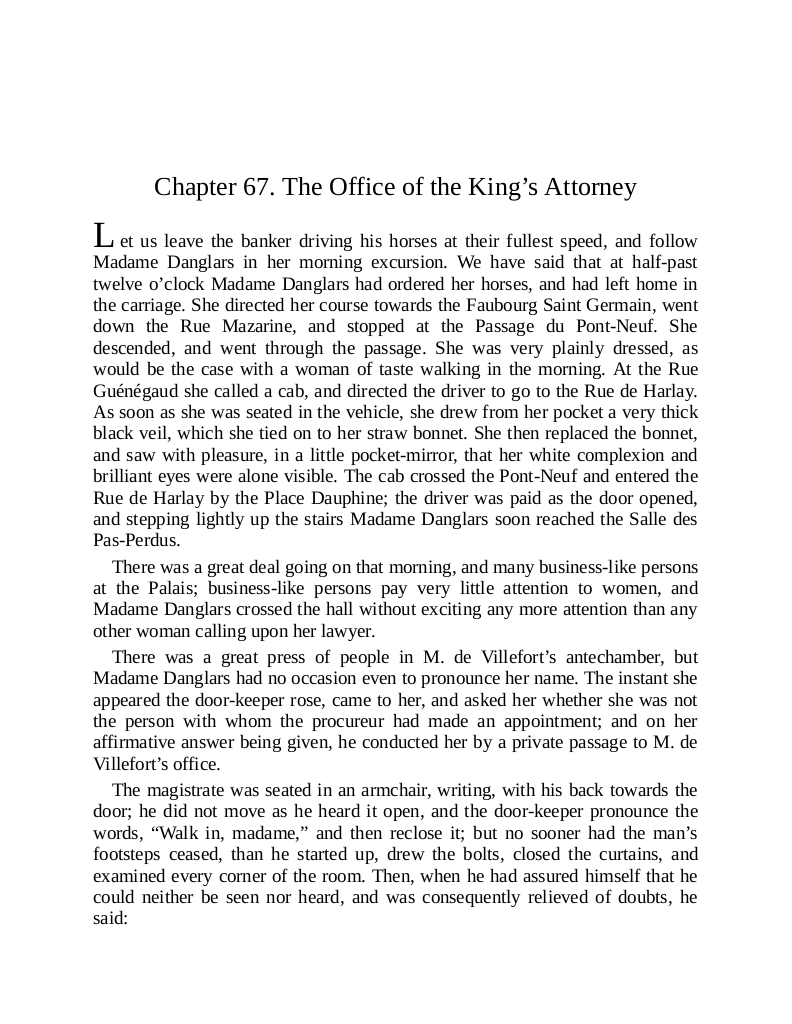 Chapter 67. The Office of the King’s Attorney
Let us leave the banker driving his horses at their fullest speed, and follow
Madame Danglars in her morning excursion. We have said that at half-past
twelve o’clock Madame Danglars had ordered her horses, and had left home in
the carriage. She directed her course towards the Faubourg Saint Germain, went
down the Rue Mazarine, and stopped at the Passage du Pont-Neuf. She
descended, and went through the passage. She was very plainly dressed, as
would be the case with a woman of taste walking in the morning. At the Rue
Guénégaud she called a cab, and directed the driver to go to the Rue de Harlay.
As soon as she was seated in the vehicle, she drew from her pocket a very thick
black veil, which she tied on to her straw bonnet. She then replaced the bonnet,
and saw with pleasure, in a little pocket-mirror, that her white complexion and
brilliant eyes were alone visible. The cab crossed the Pont-Neuf and entered the
Rue de Harlay by the Place Dauphine; the driver was paid as the door opened,
and stepping lightly up the stairs Madame Danglars soon reached the Salle des
Pas-Perdus.
There was a great deal going on that morning, and many business-like persons
at the Palais; business-like persons pay very little attention to women, and
Madame Danglars crossed the hall without exciting any more attention than any
other woman calling upon her lawyer.
There was a great press of people in M. de Villefort’s antechamber, but
Madame Danglars had no occasion even to pronounce her name. The instant she
appeared the door-keeper rose, came to her, and asked her whether she was not
the person with whom the procureur had made an appointment; and on her
affirmative answer being given, he conducted her by a private passage to M. de
Villefort’s office.
The magistrate was seated in an armchair, writing, with his back towards the
door; he did not move as he heard it open, and the door-keeper pronounce the
words, “Walk in, madame,” and then reclose it; but no sooner had the man’s
footsteps ceased, than he started up, drew the bolts, closed the curtains, and
examined every corner of the room. Then, when he had assured himself that he
could neither be seen nor heard, and was consequently relieved of doubts, he
said: